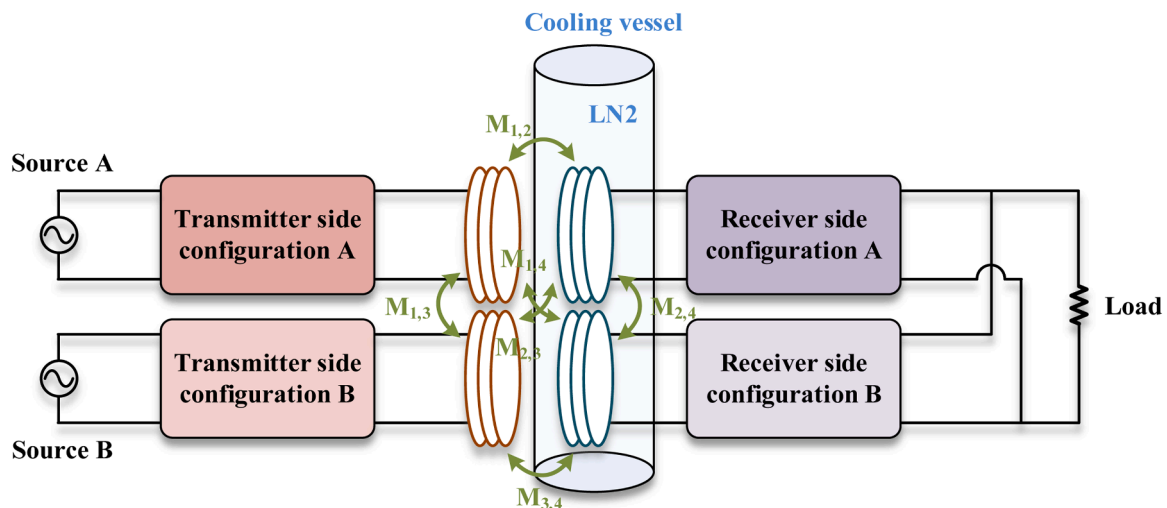 Cooling vessel
LN2
M1,2
Source A
Transmitter side
configuration A
Receiver side
configuration A
M1,4
M1,3
M2,4
Load
M2,3
Transmitter side
configuration B
Receiver side
configuration B
Source B
M3,4